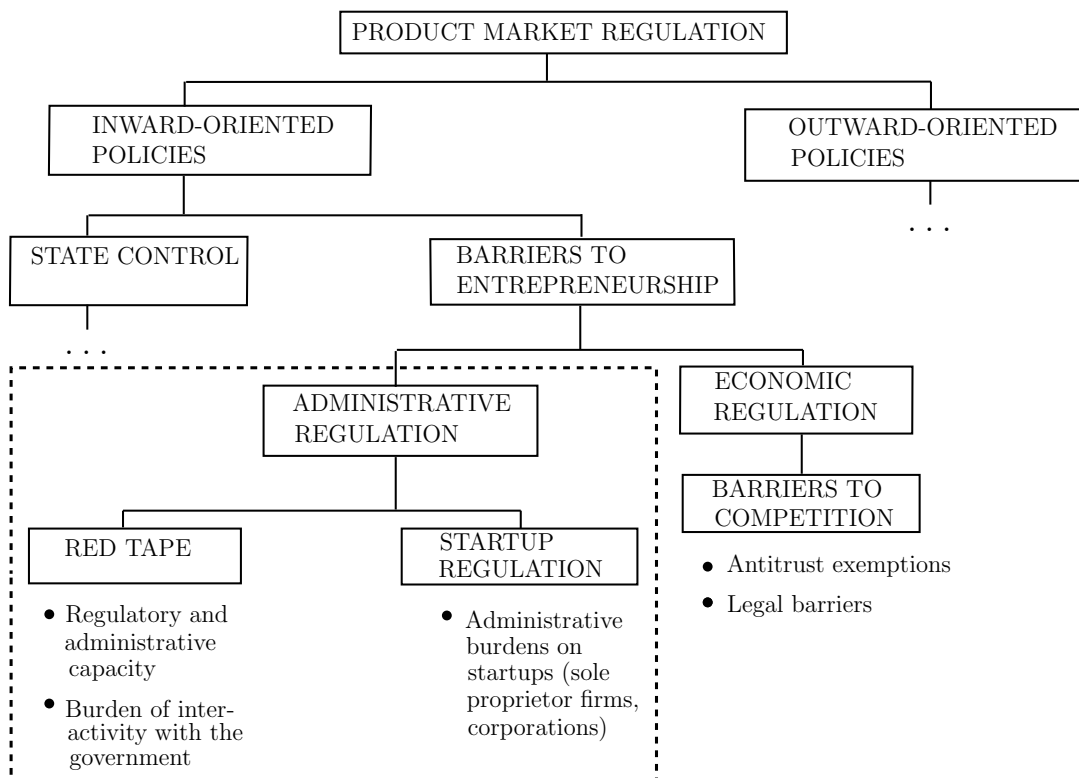 PRODUCT MARKET REGULATION
INWARD-ORIENTED
POLICIES
OUTWARD-ORIENTED
POLICIES
. . .
STATE CONTROL
. . .
BARRIERS TO
ENTREPRENEURSHIP
ADMINISTRATIVE
REGULATION
ECONOMIC
REGULATION
RED TAPE
STARTUP
REGULATION
BARRIERS TO
COMPETITION
• Regulatory and
administrative
capacity
• Burden of inter-
activity with the
government
• Administrative
burdens on
startups (sole
proprietor firms,
corporations)
• Antitrust exemptions
• Legal barriers